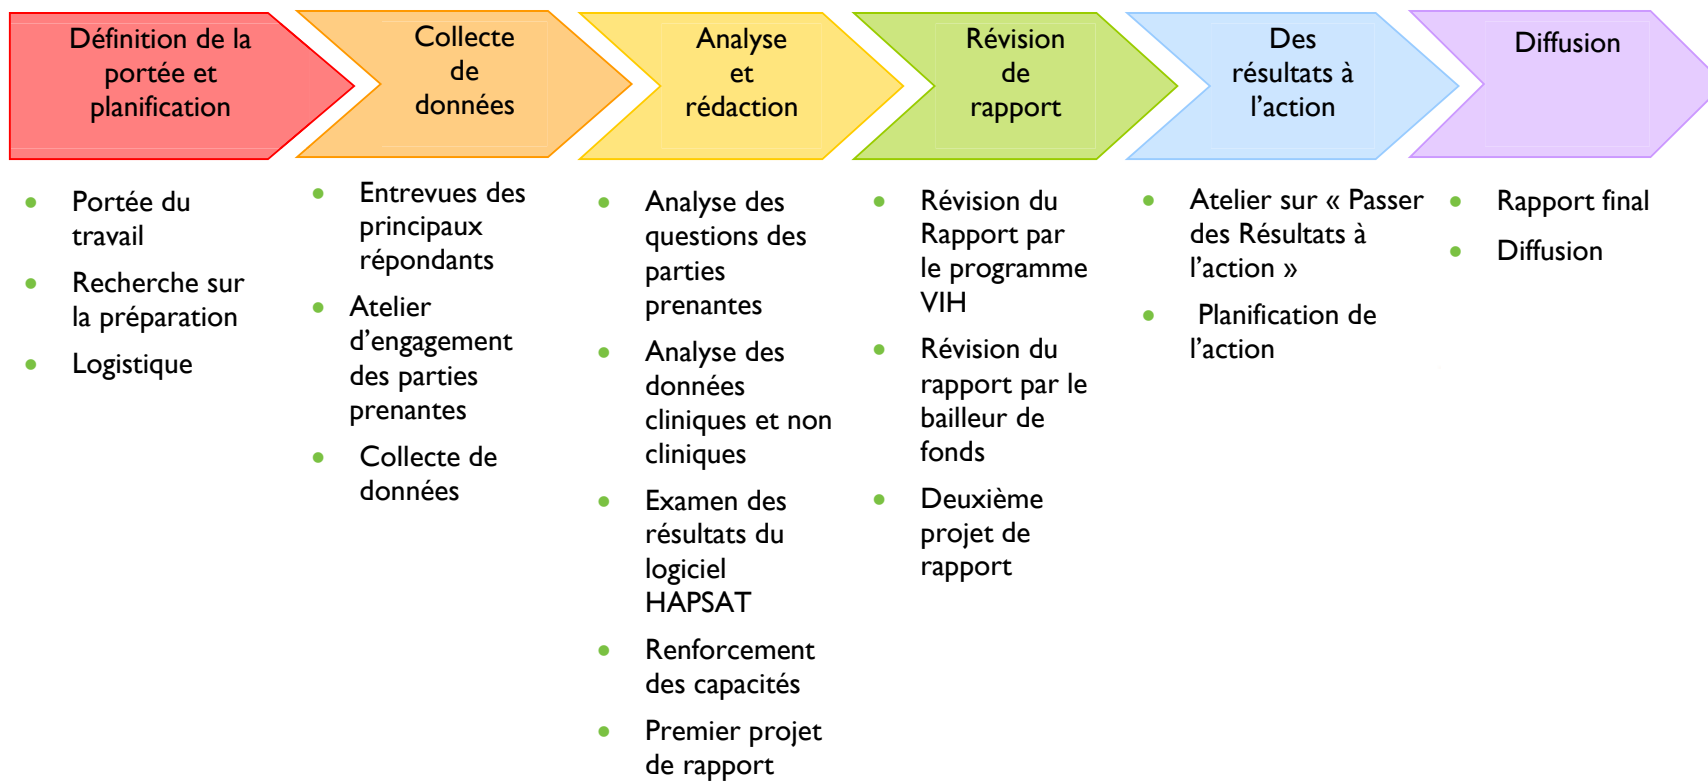 Définition de la
portée et
planification
Collecte
de
données
Analyse
et
rédaction
Révision
de
rapport
Des
résultats à
l’action
Diffusion
• Portée du
travail
• Recherche sur
la préparation
• Logistique
• Entrevues des
principaux
répondants
• Atelier
d’engagement
des parties
prenantes
• Collecte de
données
• Analyse des
questions des
parties
prenantes
• Analyse des
données
cliniques et non
cliniques
• Examen des
résultats du
logiciel
HAPSAT
• Renforcement
des capacités
• Premier projet
de rapport
• Révision du
Rapport par
le programme
VIH
• Révision du
rapport par le
bailleur de
fonds
• Deuxième
projet de
rapport
• Atelier sur « Passer
des Résultats à
l’action »
• Planification de
l’action
• Rapport final
• Diffusion